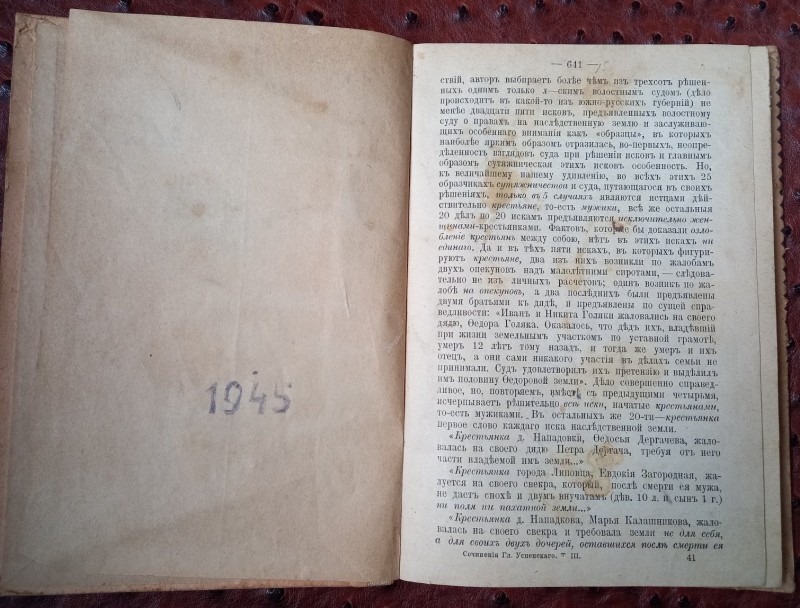 1945
— 641 —
ствій, авторъ выбираетъ болѣе чѣмъ изъ трехсотъ рѣшен-
ныхъ однимъ только л—скимъ волостнымъ судомъ (дѣло
происходитъ въ какой-то изъ южно-русскихъ губерній) не
менѣе двадцати пяти исковъ, предъявленныхъ волостному
суду о правахъ на наслѣдственную землю и заслуживаю-
щихъ особеннаго вниманія какъ «образцы», въ которыхъ
наиболѣе яркимъ образомъ отразилась, во-первыхъ, неопре-
дѣленность взглядовъ суда при рѣшеніи исковъ и главнымъ
образомъ сутяжническая этихъ исковъ особенность. Но,
къ величайшему нашему удивленію, во всѣхъ этихъ 25
образчикахъ сутяжничества и суда, путающагося въ своихъ
рѣшеніяхъ, только въ 5 случаяхъ являются истцами дѣй-
ствительно крестьяне, то-есть мужики, всѣ же остальныя
20 дѣлъ по 20 искамъ предъявляются исключительно жен-
щинами-крестьянками. Фактовъ, которые бы доказали озло-
бленіе крестьянъ между собою, нѣтъ въ этихъ искахъ ни
единаго. Да и въ тѣхъ пяти искахъ, въ которыхъ фигури-
руютъ крестьяне, два изъ нихъ возникли по жалобамъ
двухъ опекуновъ надъ малолѣтними сиротами, — слѣдова-
тельно не изъ личныхъ расчетовъ; одинъ возникъ по жа-
лобѣ на опекуновъ, а два послѣднихъ были предъявлены
двумя братьями къ дядѣ, и предъявлены по сущей спра-
ведливости: «Иванъ и Никита Голяки жаловались на своего
дядю, Ѳедора Голяка. Оказалось, что дѣдъ ихъ, владѣвшій
при жизни земельнымъ участкомъ по уставной грамотѣ,
умеръ 12 лѣтъ тому назадъ, и тогда же умеръ и ихъ
отецъ, а они сами никакого участія въ дѣлахъ семьи не
принимали. Судъ удовлетворилъ ихъ претензію и выдѣлилъ
имъ половину Ѳедоровой земли». Дѣло совершенно справед-
ливое, но, повторяемъ, вмѣстѣ съ предыдущими четырьмя,
исчерпываетъ рѣшительно всѣ иски, начатые крестьянами,
то-есть мужиками. Въ остальныхъ же 20-ти—крестьянка
первое слово каждаго иска наслѣдственной земли.
«Крестьянка д. Нападовки, Ѳедосья Дергачева, жало-
валась на своего дядю Петра Дергача, требуя отъ него
части владѣемой имъ земли...»
«Крестьянка города Липовца, Евдокія Загородная, жа-
луется на своего свекра, который, послѣ смерти ея мужа,
не даетъ снохѣ и двумъ внучатамъ (дѣв. 10 л. и сынъ 1 г.)
ни поля ни пахатной земли...»
«Крестьянка д. Нападкова, Марья Калашникова, жало-
валась на своего свекра и требовала земли не для себя,
а для своихъ двухъ дочерей, оставшихся послѣ смерти ея
Сочиненія Гл. Успенскаго. т III. 41